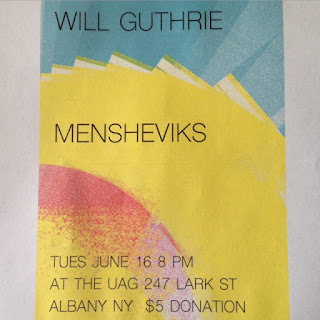 WILL GUTHRIE
MENSHEVIKS
TUES JUNE 16 8 PM
AT THE UAG 247 LARK ST
ALBANY NY $5 DONATION